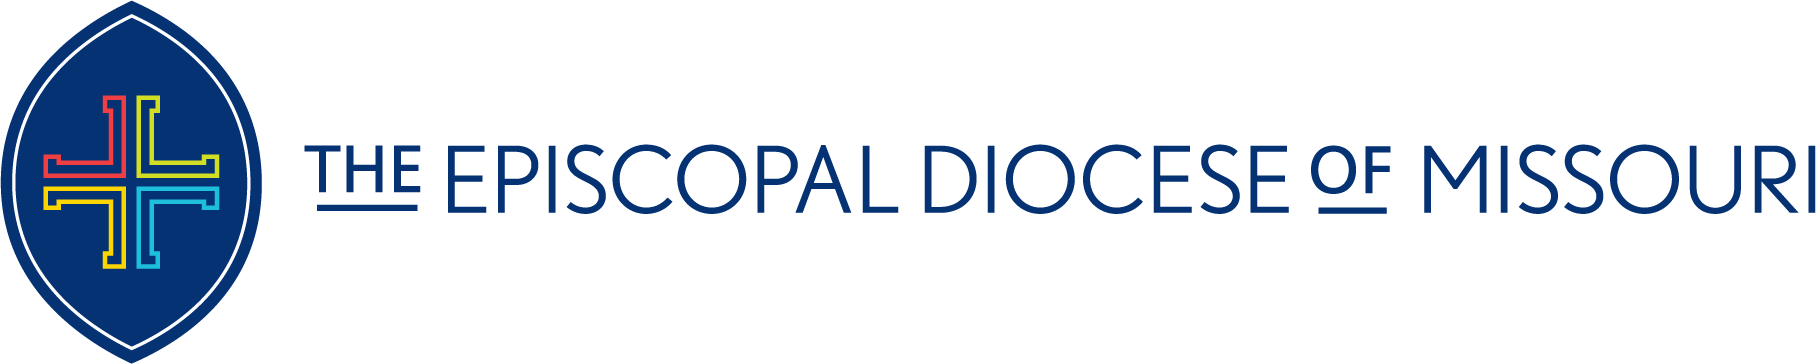 THE EPISCOPAL DIOCESE OF MISSOURI